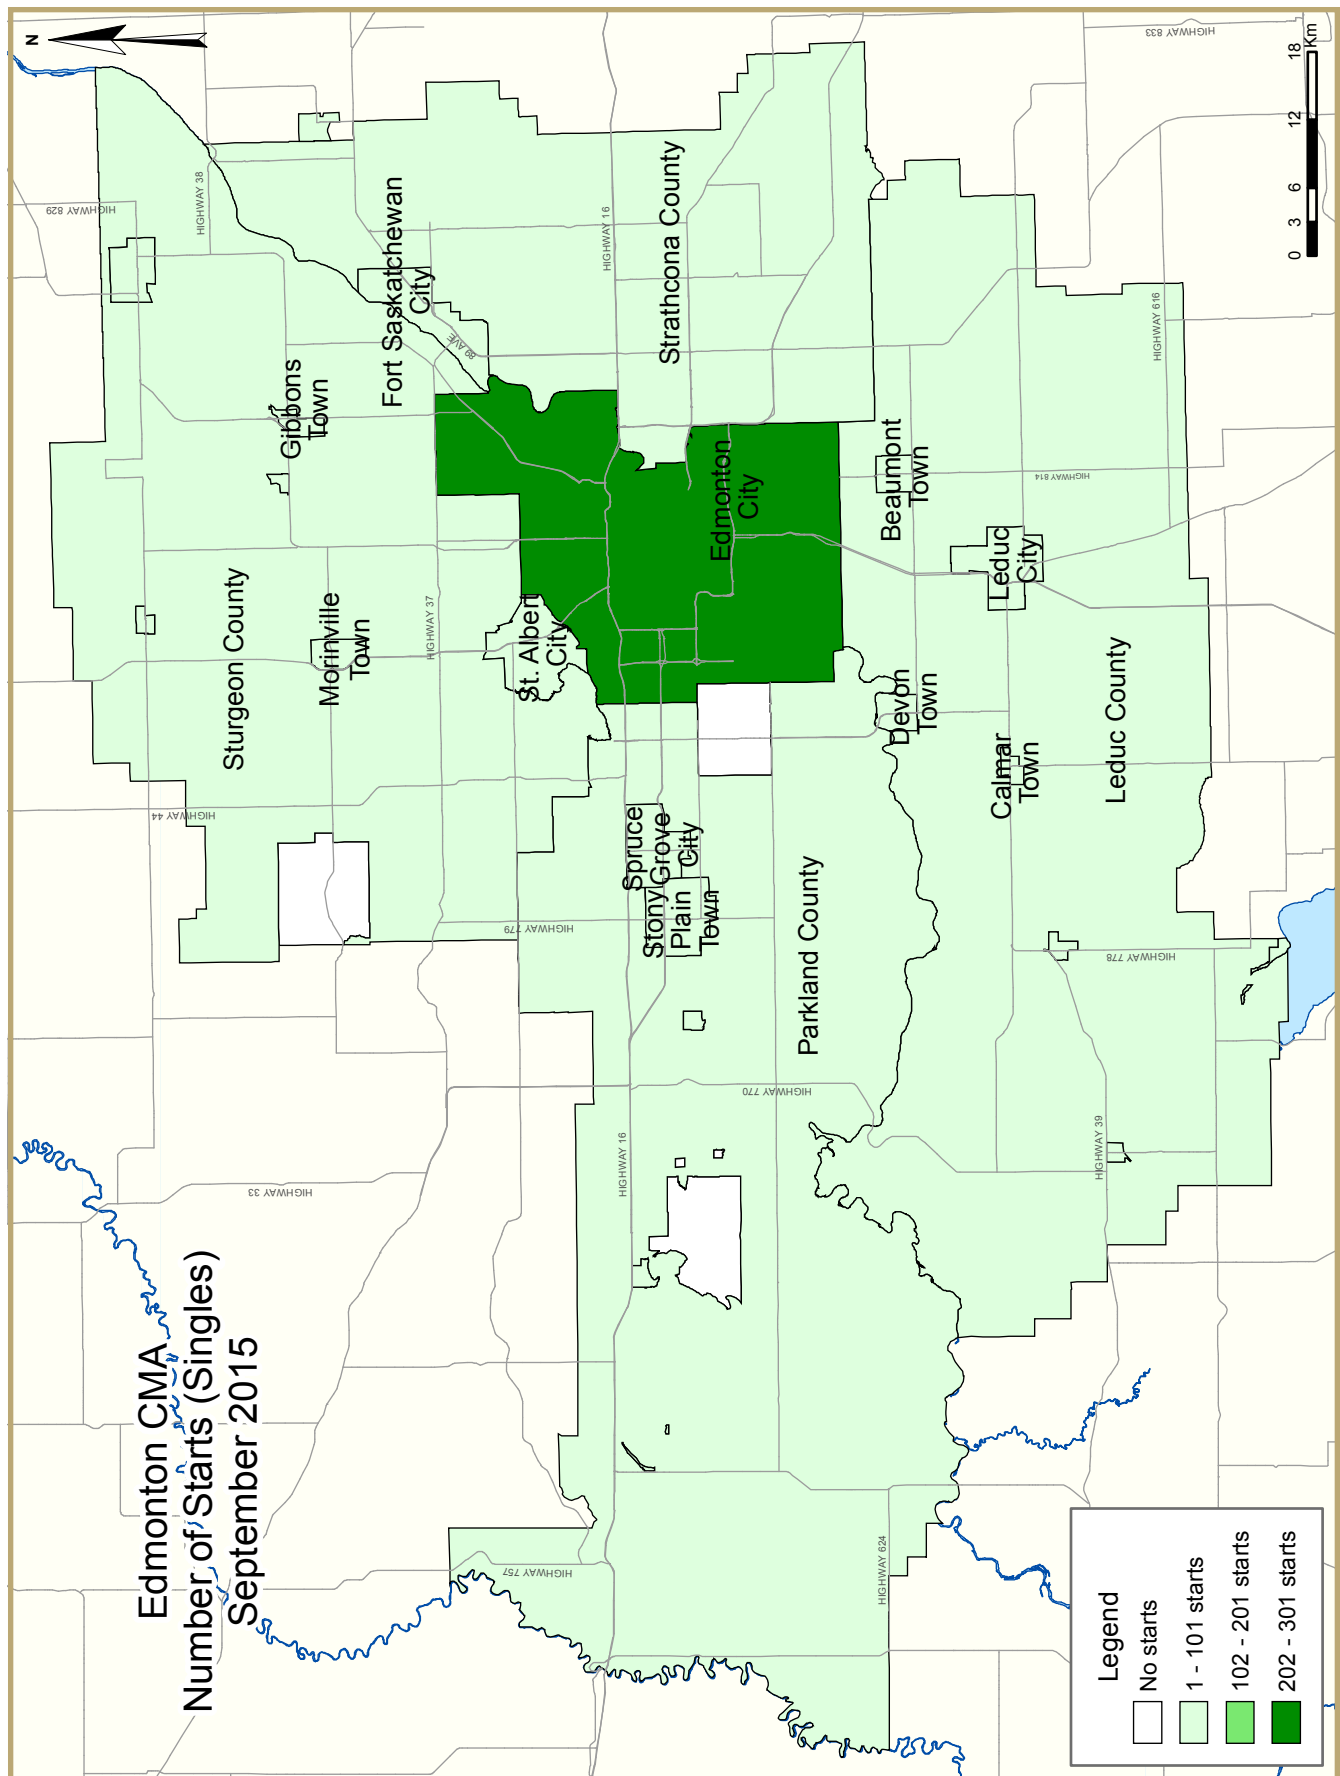 Edmonton CMA
Number of Starts (Singles)
September 2015
N
HIGHWAY 829
HIGHWAY 38
HIGHWAY 833
Fort Saskatchewan
City
89 AVE
HIGHWAY 16
Strathcona County
Gibbons
Town
Sturgeon County
Morinville
Town
HIGHWAY 37
St. Albert
City
Edmonton
City
Beaumont
Town
HIGHWAY 814
HIGHWAY 616
Leduc
City
HIGHWAY 44
Devon
Town
Calmar
Town
Leduc County
Spruce
Grove
City
Stony
Plain
Town
HIGHWAY 779
Parkland County
HIGHWAY 778
HIGHWAY 770
HIGHWAY 39
HIGHWAY 16
HIGHWAY 33
HIGHWAY 757
HIGHWAY 624
0 3 6 12 18
Km
Legend
No starts
1 - 101 starts
102 - 201 starts
202 - 301 starts